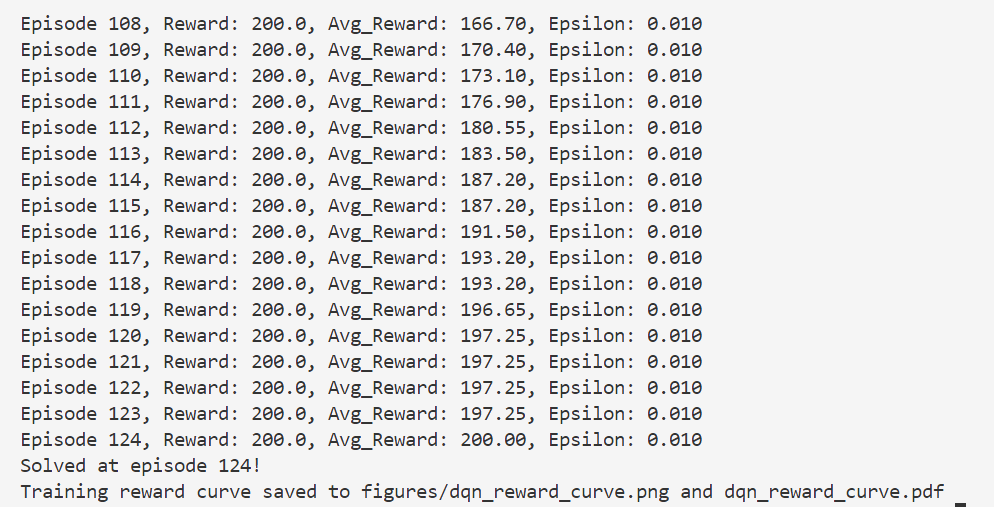 Episode 108, Reward: 200.0, Avg_Reward: 166.70, Epsilon: 0.010
Episode 109, Reward: 200.0, Avg_Reward: 170.40, Epsilon: 0.010
Episode 110, Reward: 200.0, Avg_Reward: 173.10, Epsilon: 0.010
Episode 111, Reward: 200.0, Avg_Reward: 176.90, Epsilon: 0.010
Episode 112, Reward: 200.0, Avg_Reward: 180.55, Epsilon: 0.010
Episode 113, Reward: 200.0, Avg_Reward: 183.50, Epsilon: 0.010
Episode 114, Reward: 200.0, Avg_Reward: 187.20, Epsilon: 0.010
Episode 115, Reward: 200.0, Avg_Reward: 187.20, Epsilon: 0.010
Episode 116, Reward: 200.0, Avg_Reward: 191.50, Epsilon: 0.010
Episode 117, Reward: 200.0, Avg_Reward: 193.20, Epsilon: 0.010
Episode 118, Reward: 200.0, Avg_Reward: 193.20, Epsilon: 0.010
Episode 119, Reward: 200.0, Avg_Reward: 196.65, Epsilon: 0.010
Episode 120, Reward: 200.0, Avg_Reward: 197.25, Epsilon: 0.010
Episode 121, Reward: 200.0, Avg_Reward: 197.25, Epsilon: 0.010
Episode 122, Reward: 200.0, Avg_Reward: 197.25, Epsilon: 0.010
Episode 123, Reward: 200.0, Avg_Reward: 197.25, Epsilon: 0.010
Episode 124, Reward: 200.0, Avg_Reward: 200.00, Epsilon: 0.010
Solved at episode 124!
Training reward curve saved to figures/dqn_reward_curve.png and dqn_reward_curve.pdf